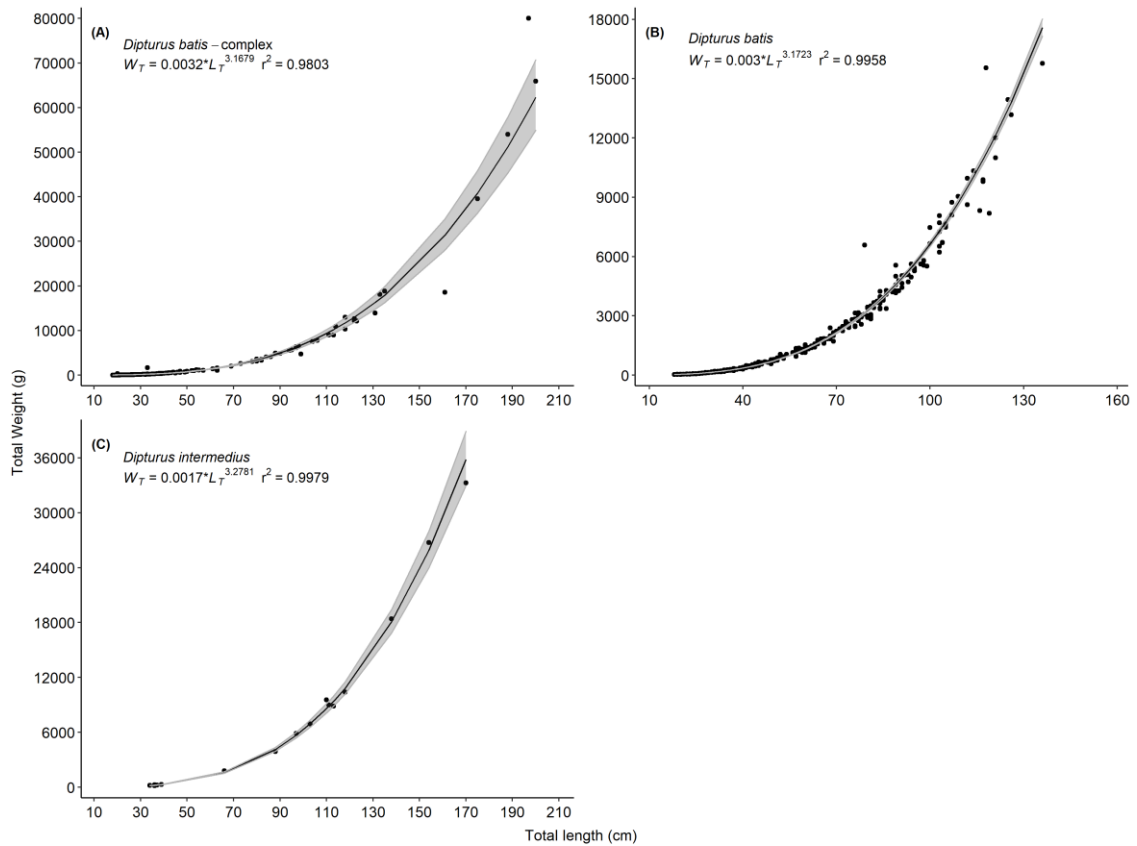 (A)
Dipturus batis – complex
W_T = 0.0032*L_T^3.1679 r² = 0.9803
80000
70000
60000
50000
40000
30000
20000
10000
0
10 30 50 70 90 110 130 150 170 190 210
(B)
Dipturus batis
W_T = 0.003*L_T^3.1723 r² = 0.9958
18000
15000
12000
9000
6000
3000
0
10 40 70 100 130 160
(C)
Dipturus intermedius
W_T = 0.0017*L_T^3.2781 r² = 0.9979
36000
30000
24000
18000
12000
6000
0
10 30 50 70 90 110 130 150 170 190 210
Total Weight (g)
Total length (cm)